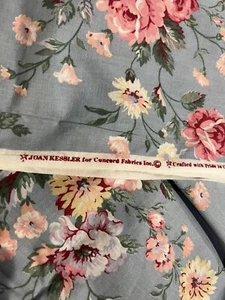 ★JOAN KESSLER for Concord Fabrics Inc.© ★Crafted with Pride in